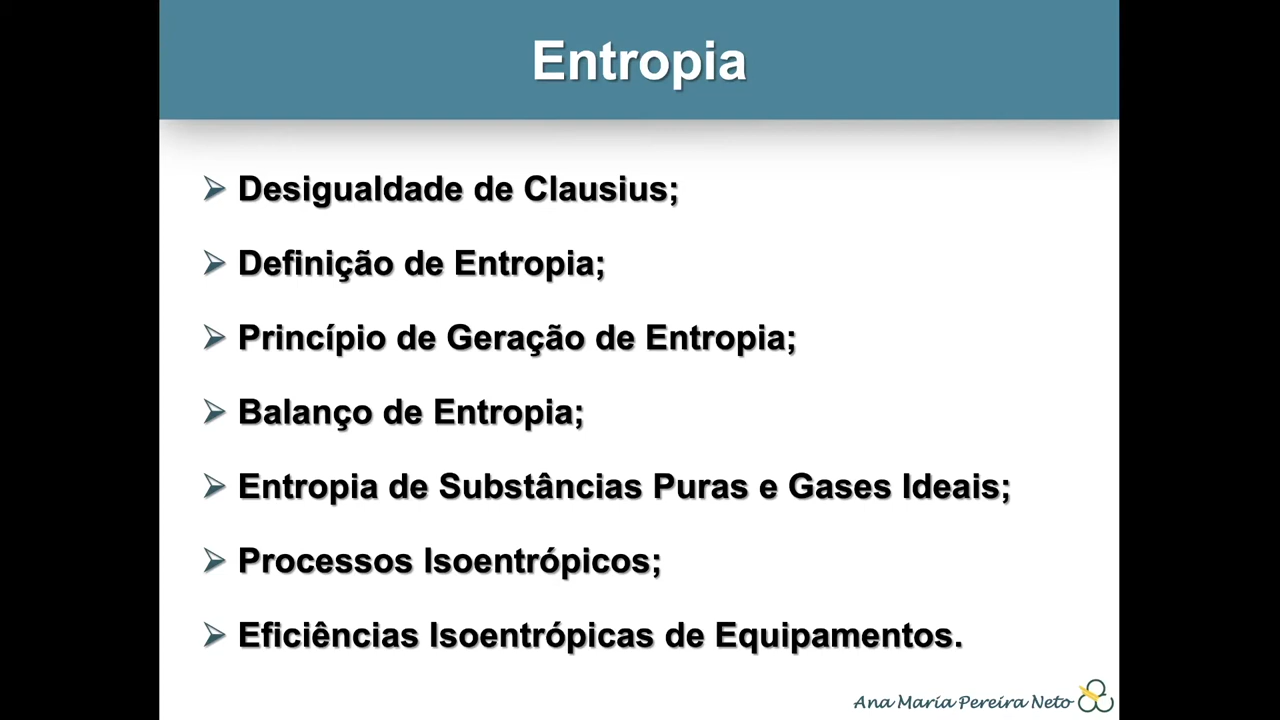 Entropia
Desigualdade de Clausius;
Definição de Entropia;
Princípio de Geração de Entropia;
Balanço de Entropia;
Entropia de Substâncias Puras e Gases Ideais;
Processos Isoentrópicos;
Eficiências Isoentrópicas de Equipamentos.
Ana Maria Pereira Neto